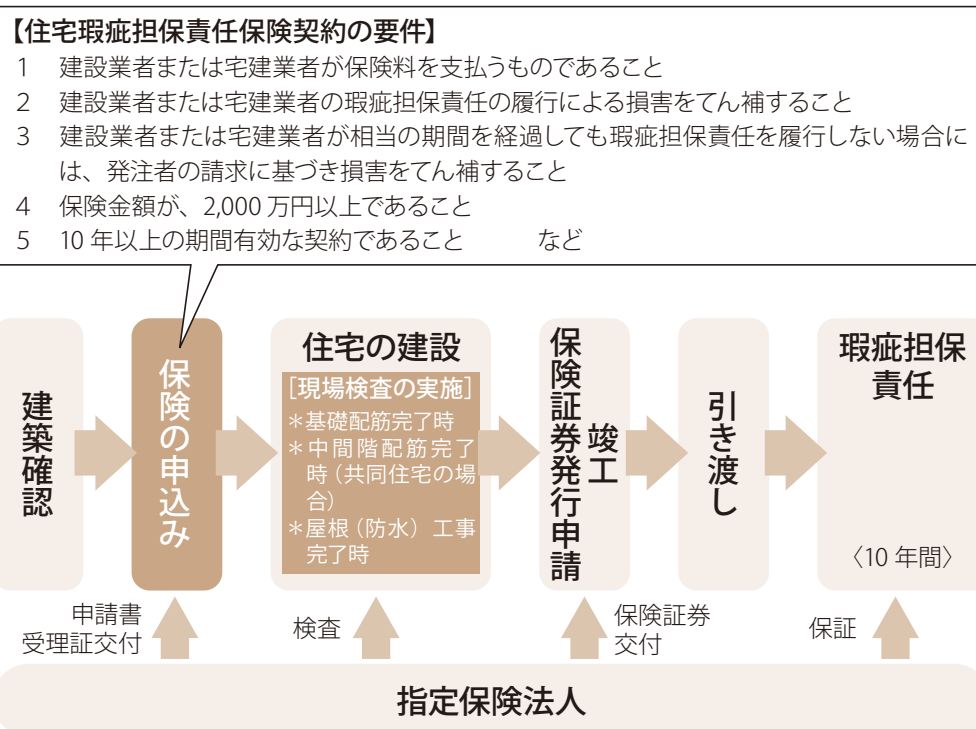 【住宅瑕疵担保責任保険契約の要件】
1 建設業者または宅建業者が保険料を支払うものであること
2 建設業者または宅建業者の瑕疵担保責任の履行による損害をてん補すること
3 建設業者または宅建業者が相当の期間を経過しても瑕疵担保責任を履行しない場合に
は、発注者の請求に基づき損害をてん補すること
4 保険金額が、2,000万円以上であること
5 10年以上の期間有効な契約であること など
建築確認
保険の申込み
住宅の建設
［現場検査の実施］
＊基礎配筋完了時
＊中間階配筋完了
時（共同住宅の場
合）
＊屋根（防水）工事
完了時
竣工
保険証券発行申請
引き渡し
瑕疵担保
責任
〈10年間〉
申請書
受理証交付
検査
保険証券
交付
保証
指定保険法人